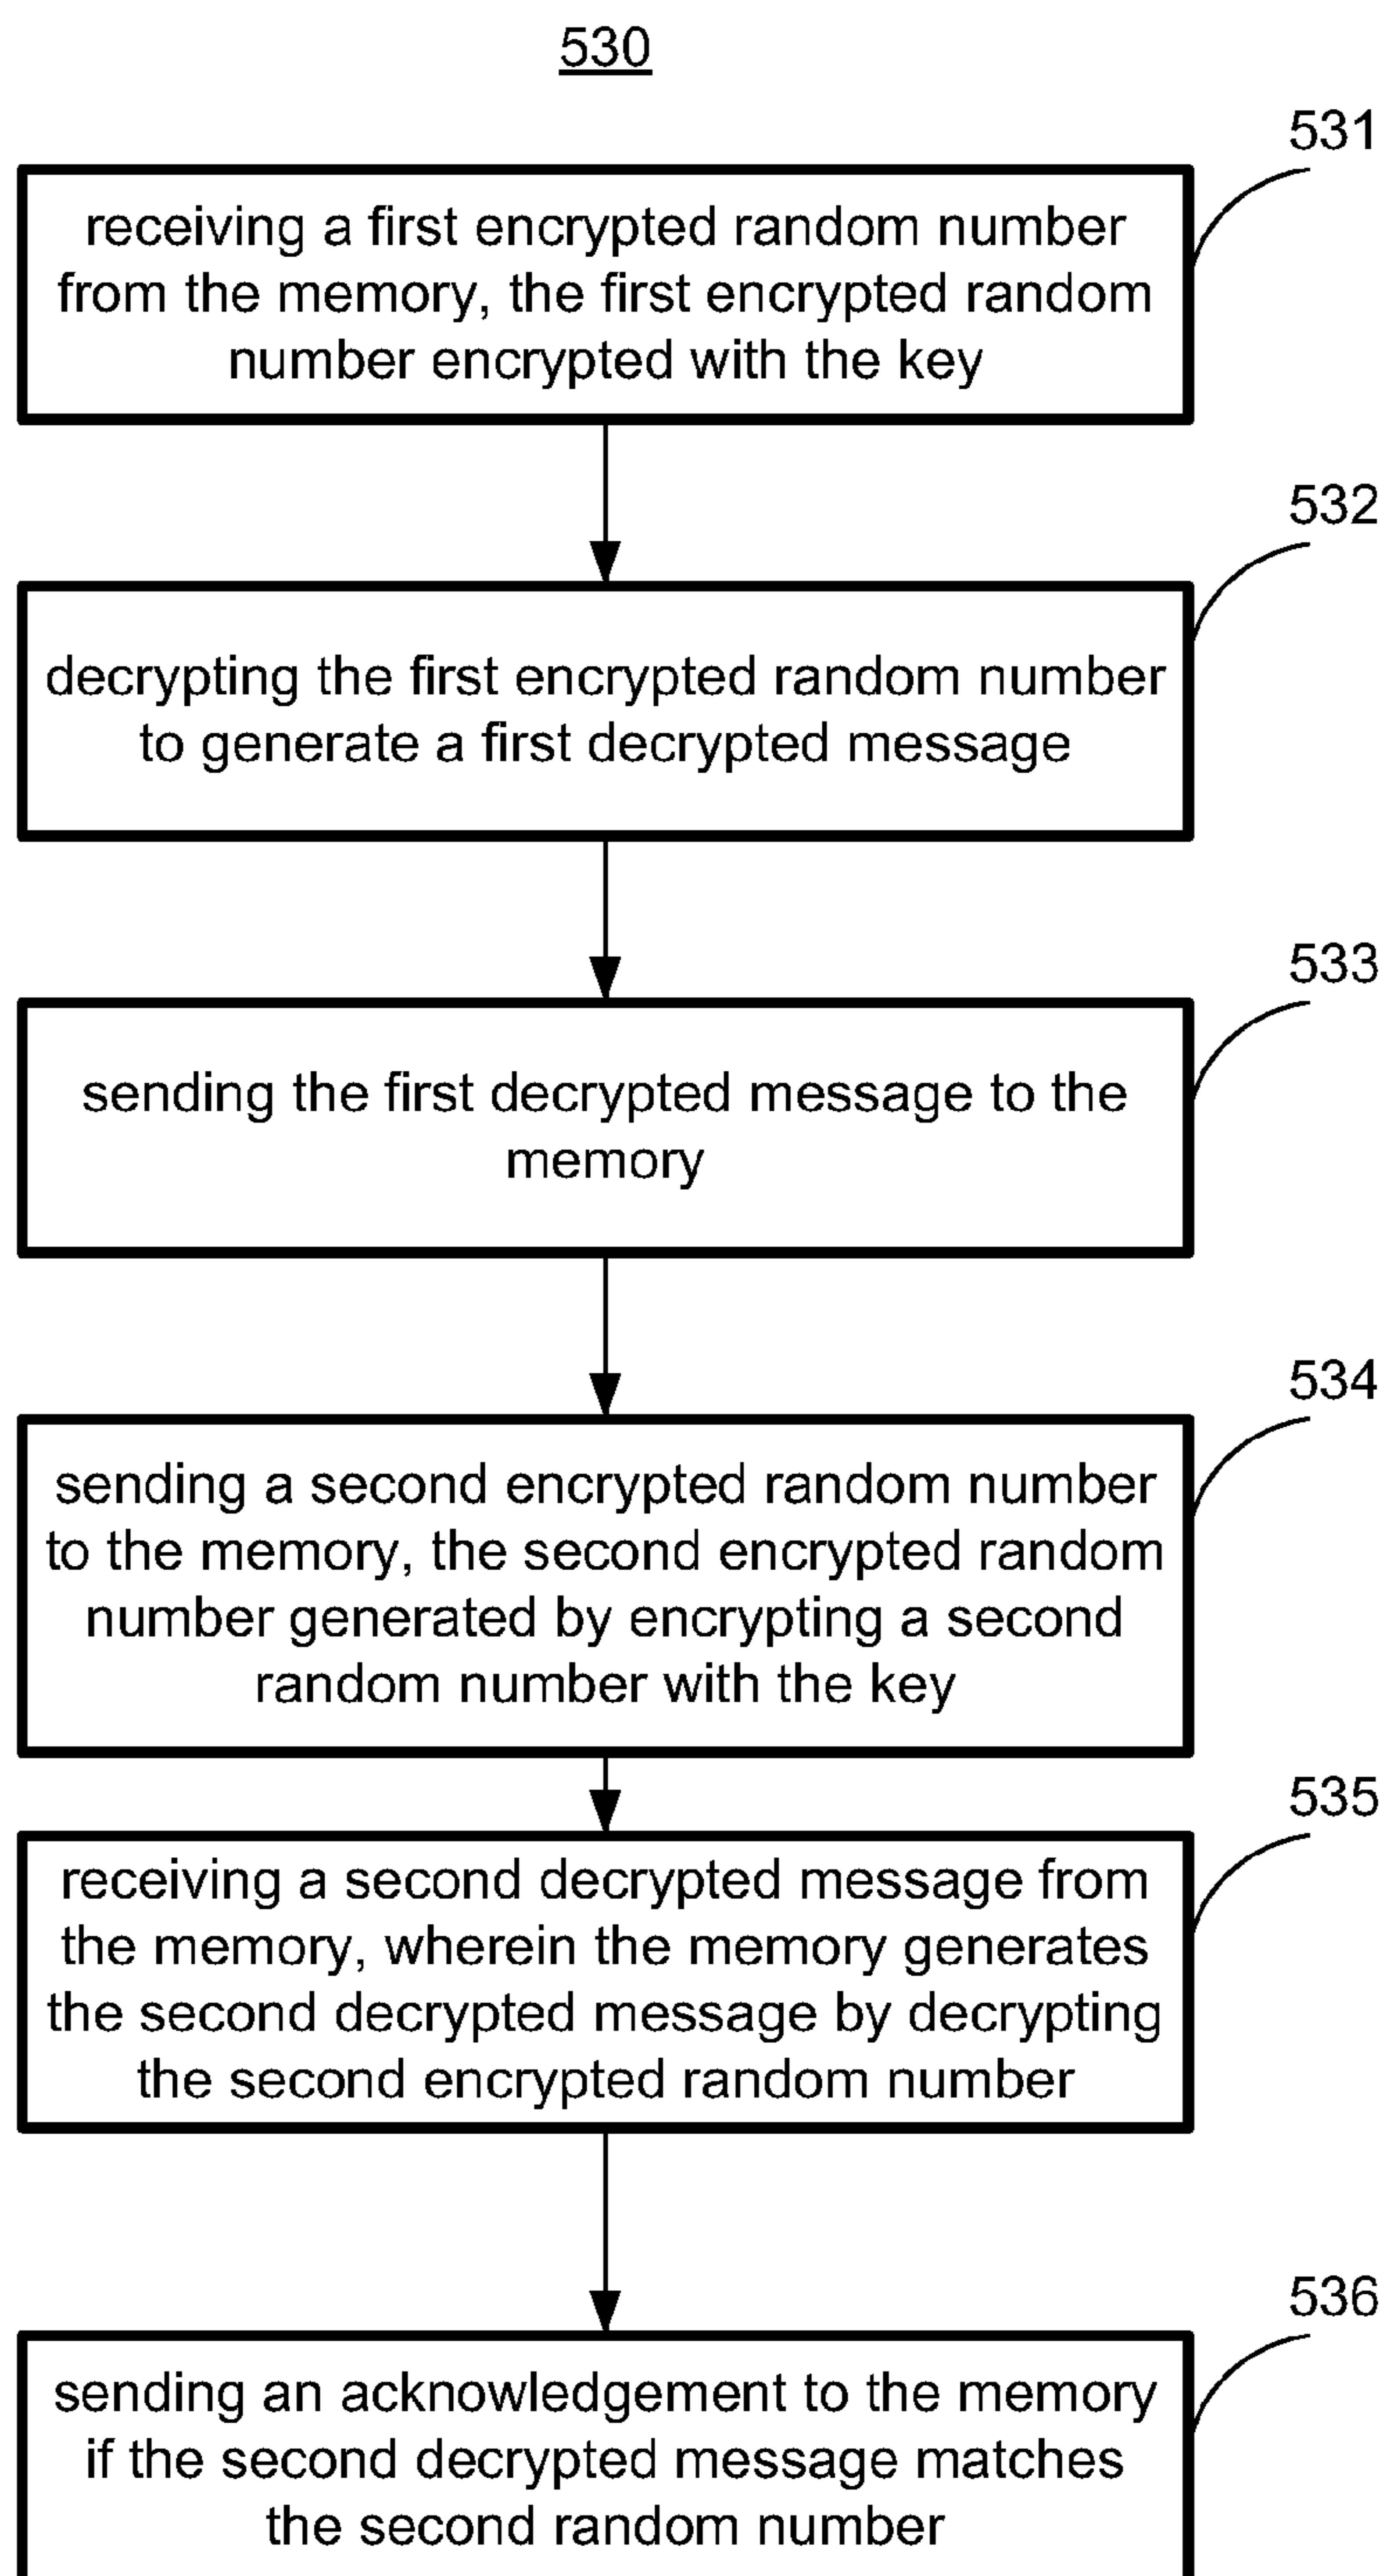 530
531
receiving a first encrypted random number
from the memory, the first encrypted random
number encrypted with the key
532
decrypting the first encrypted random number
to generate a first decrypted message
533
sending the first decrypted message to the
memory
534
sending a second encrypted random number
to the memory, the second encrypted random
number generated by encrypting a second
random number with the key
535
receiving a second decrypted message from
the memory, wherein the memory generates
the second decrypted message by decrypting
the second encrypted random number
536
sending an acknowledgement to the memory
if the second decrypted message matches
the second random number